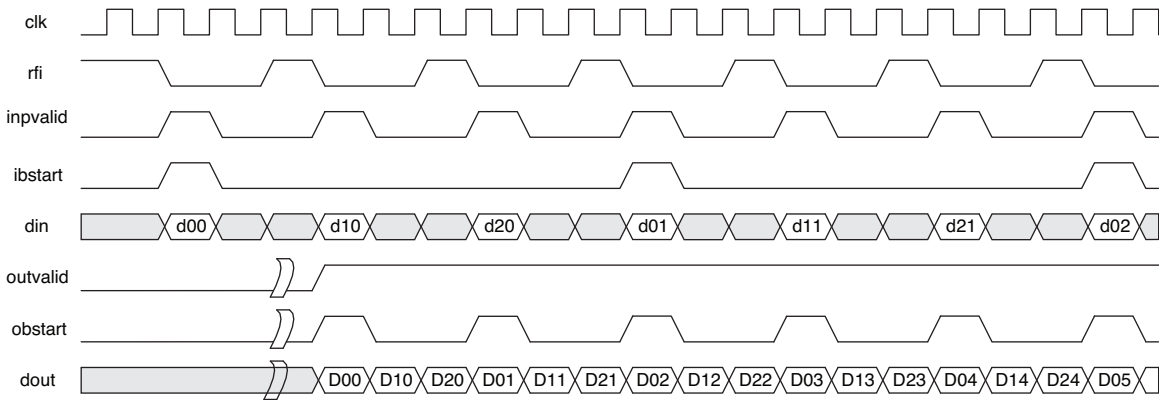 clk
rfi
inpvalid
ibstart
din d00 d10 d20 d01 d11 d21 d02
outvalid
obstart
dout D00 D10 D20 D01 D11 D21 D02 D12 D22 D03 D13 D23 D04 D14 D24 D05